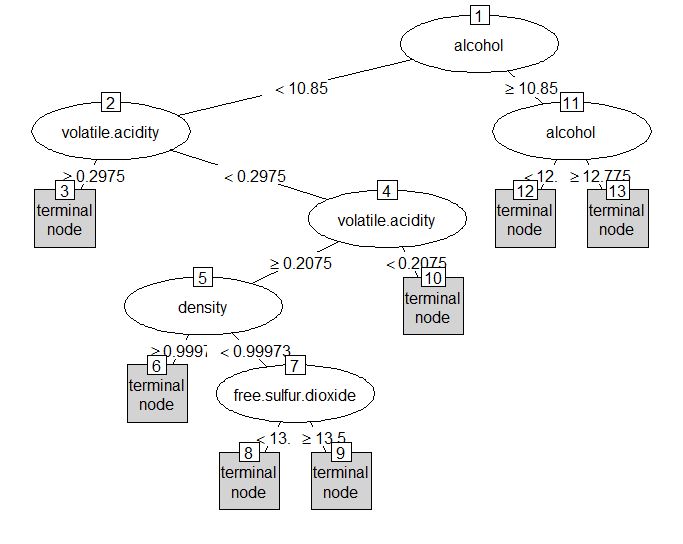 1
alcohol
< 10.85
≥ 10.85
2
volatile.acidity
11
alcohol
≥ 0.2975
< 0.2975
< 12.
≥ 12.775
3
terminal
node
4
volatile.acidity
12
terminal
node
13
terminal
node
≥ 0.2075
< 0.2075
5
density
10
terminal
node
≥ 0.9997
< 0.99973
6
terminal
node
7
free.sulfur.dioxide
< 13.
≥ 13.5
8
terminal
node
9
terminal
node